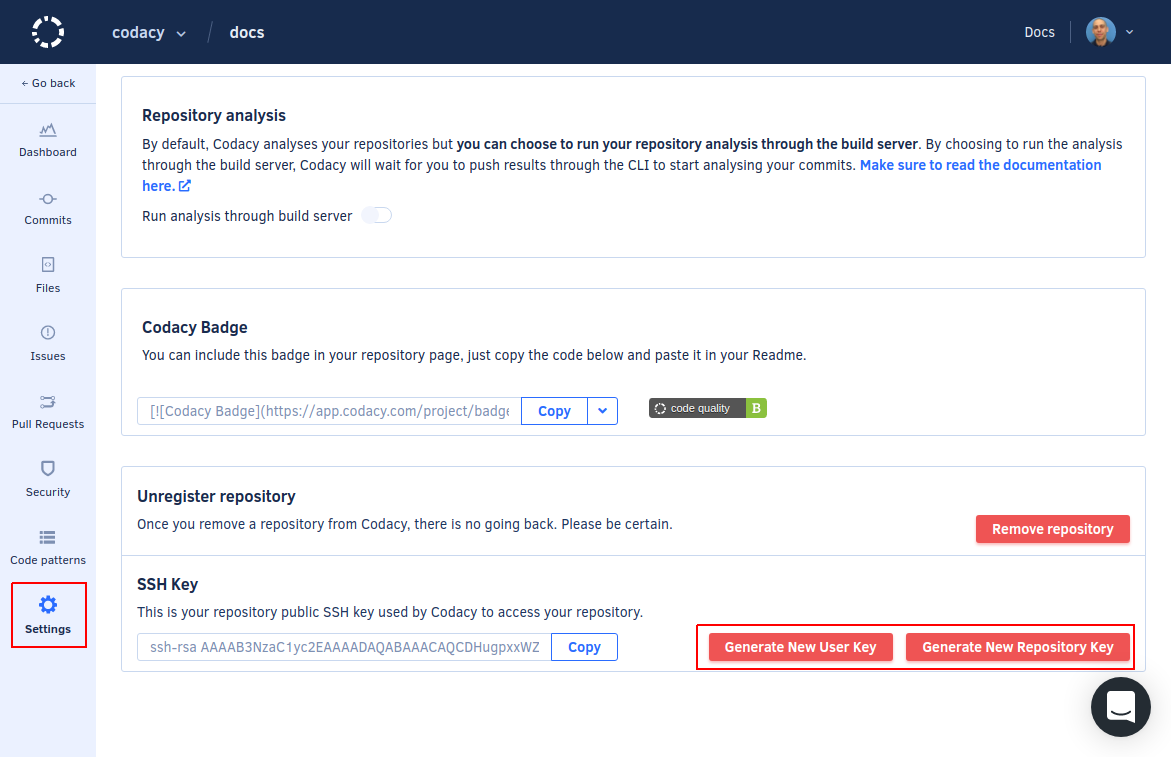 codacy / docs
Docs
← Go back
Dashboard
Commits
Files
Issues
Pull Requests
Security
Code patterns
Settings
Repository analysis
By default, Codacy analyses your repositories but you can choose to run your repository analysis through the build server. By choosing to run the analysis
through the build server, Codacy will wait for you to push results through the CLI to start analysing your commits. Make sure to read the documentation
here.
Run analysis through build server
Codacy Badge
You can include this badge in your repository page, just copy the code below and paste it in your Readme.
[![Codacy Badge](https://app.codacy.com/project/badge
Copy
code quality B
Unregister repository
Once you remove a repository from Codacy, there is no going back. Please be certain.
Remove repository
SSH Key
This is your repository public SSH key used by Codacy to access your repository.
ssh-rsa AAAAB3NzaC1yc2EAAAADAQABAAACAQCDHugpxxWZ
Copy
Generate New User Key
Generate New Repository Key